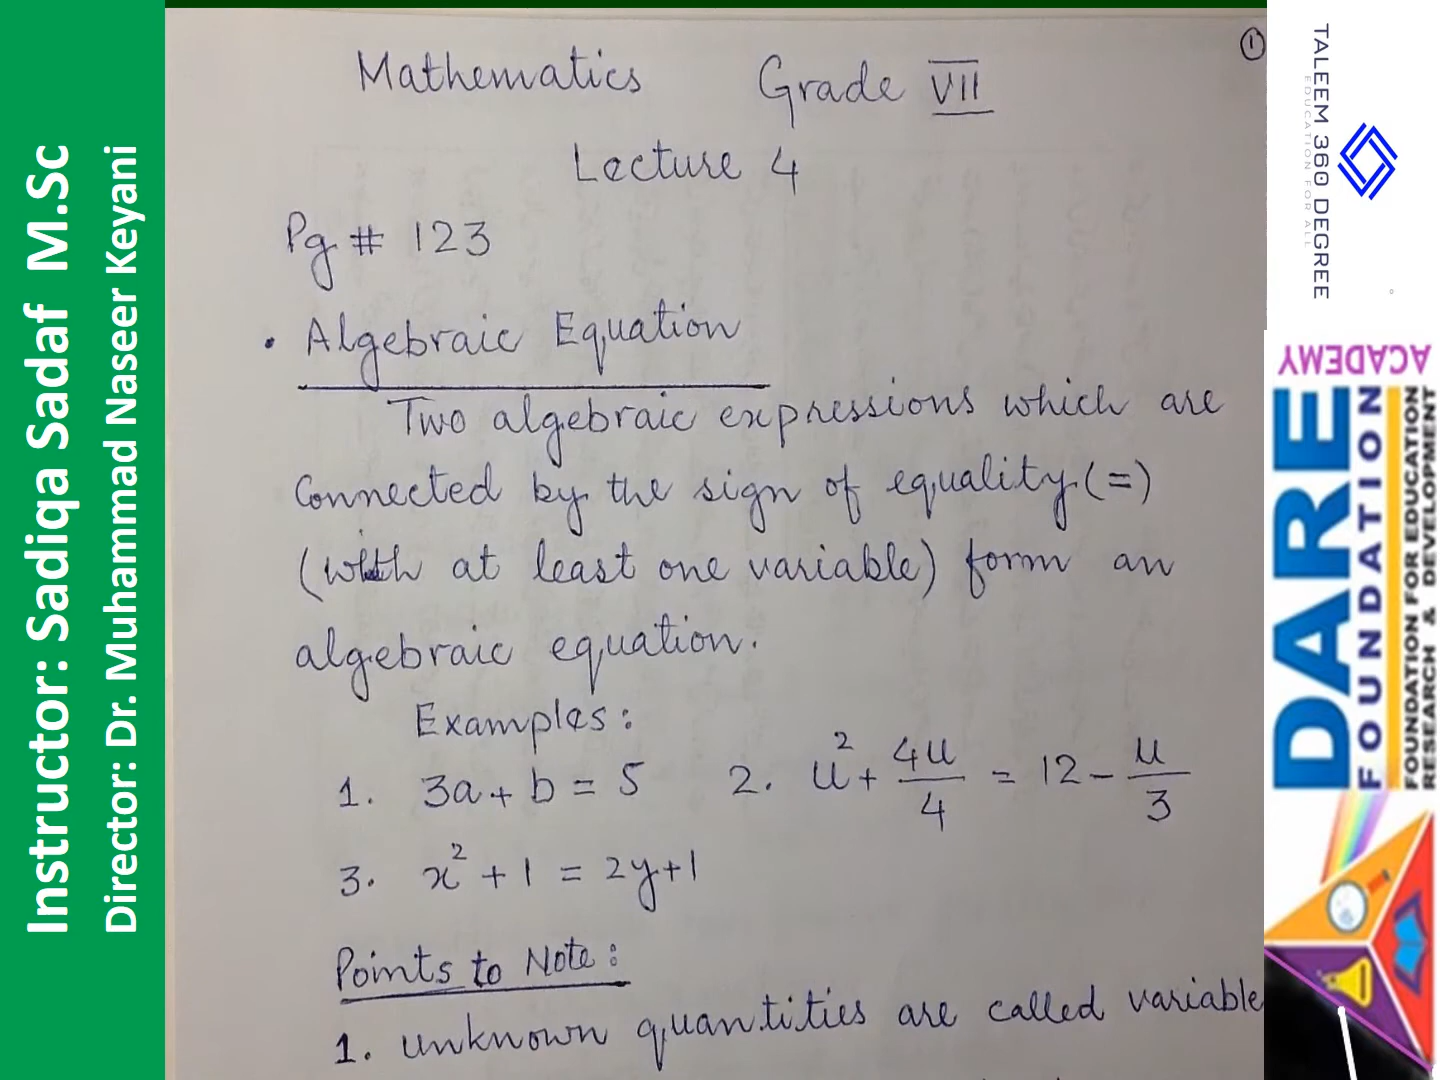 Instructor: Sadiqa Sadaf M.Sc
Director: Dr. Muhammad Naseer Keyani
1
Mathematics Grade VII
Lecture 4
Pg # 123
• Algebraic Equation
Two algebraic expressions which are
connected by the sign of equality (=)
(with at least one variable) form an
algebraic equation.
Examples:
1. 3a + b = 5 2. u² + 4u/4 = 12 - u/3
3. x² + 1 = 2y + 1
Points to Note:
1. unknown quantities are called variable
TALEEM 360 DEGREE
EDUCATION FOR ALL
ACADEMY
DARE
FOUNDATION
FOUNDATION FOR EDUCATION
RESEARCH & DEVELOPMENT